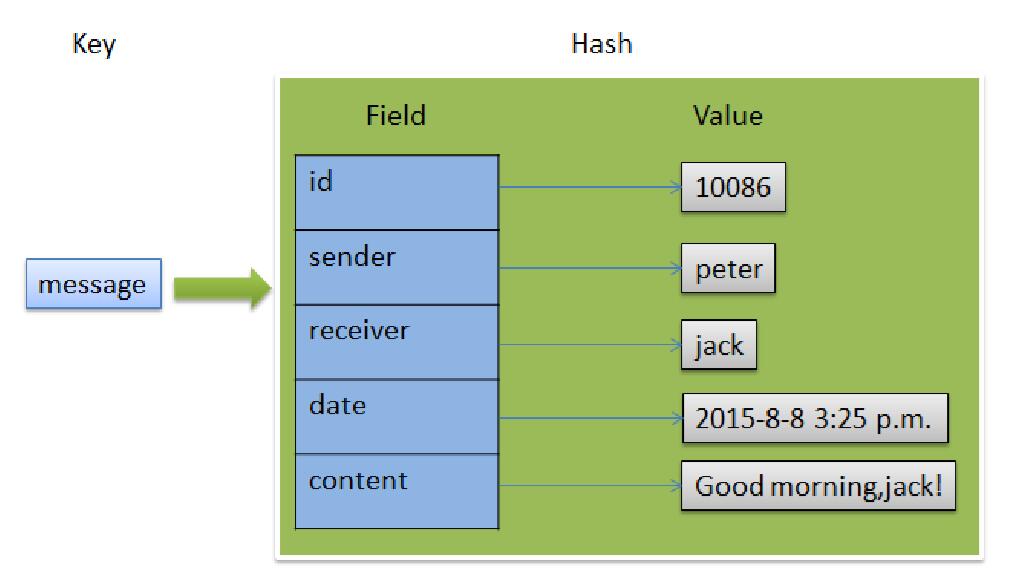 Key
Hash
Field
Value
id
10086
sender
peter
message
receiver
jack
date
2015-8-8 3:25 p.m.
content
Good morning,jack!